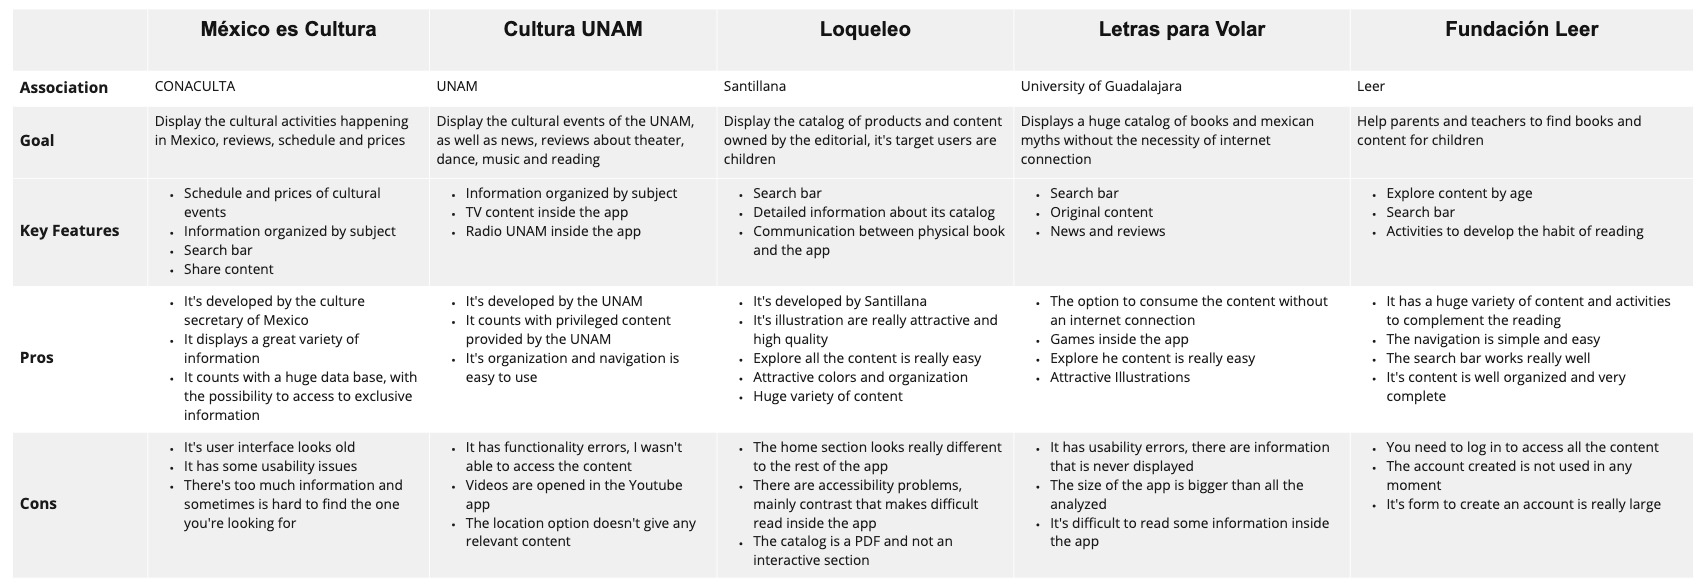 México es Cultura
Cultura UNAM
Loqueleo
Letras para Volar
Fundación Leer
Association
CONACULTA
UNAM
Santillana
University of Guadalajara
Leer
Goal
Display the cultural activities happening
in Mexico, reviews, schedule and prices
Display the cultural events of the UNAM,
as well as news, reviews about theater,
dance, music and reading
Display the catalog of products and content
owned by the editorial, it's target users are
children
Displays a huge catalog of books and mexican
myths without the necessity of internet
connection
Help parents and teachers to find books and
content for children
Key Features
• Schedule and prices of cultural
events
• Information organized by subject
• Search bar
• Share content
• Information organized by subject
• TV content inside the app
• Radio UNAM inside the app
• Search bar
• Detailed information about its catalog
• Communication between physical book
and the app
• Search bar
• Original content
• News and reviews
• Explore content by age
• Search bar
• Activities to develop the habit of reading
Pros
• It's developed by the culture
secretary of Mexico
• It displays a great variety of
information
• It counts with a huge data base, with
the possibility to access to exclusive
information
• It's developed by the UNAM
• It counts with privileged content
provided by the UNAM
• It's organization and navigation is
easy to use
• It's developed by Santillana
• It's illustration are really attractive and
high quality
• Explore all the content is really easy
• Attractive colors and organization
• Huge variety of content
• The option to consume the content without
an internet connection
• Games inside the app
• Explore he content is really easy
• Attractive Illustrations
• It has a huge variety of content and activities
to complement the reading
• The navigation is simple and easy
• The search bar works really well
• It's content is well organized and very
complete
Cons
• It's user interface looks old
• It has some usability issues
• There's too much information and
sometimes is hard to find the one
you're looking for
• It has functionality errors, I wasn't
able to access the content
• Videos are opened in the Youtube
app
• The location option doesn't give any
relevant content
• The home section looks really different
to the rest of the app
• There are accessibility problems,
mainly contrast that makes difficult
read inside the app
• The catalog is a PDF and not an
interactive section
• It has usability errors, there are information
that is never displayed
• The size of the app is bigger than all the
analyzed
• It's difficult to read some information inside
the app
• You need to log in to access all the content
• The account created is not used in any
moment
• It's form to create an account is really large